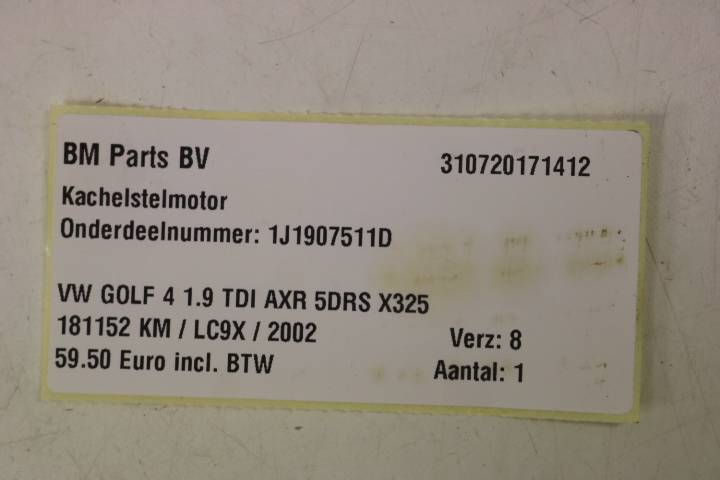 BM Parts BV 310720171412
Kachelstelmotor
Onderdeelnummer: 1J1907511D
VW GOLF 4 1.9 TDI AXR 5DRS X325
181152 KM / LC9X / 2002 Verz: 8
59.50 Euro incl. BTW Aantal: 1